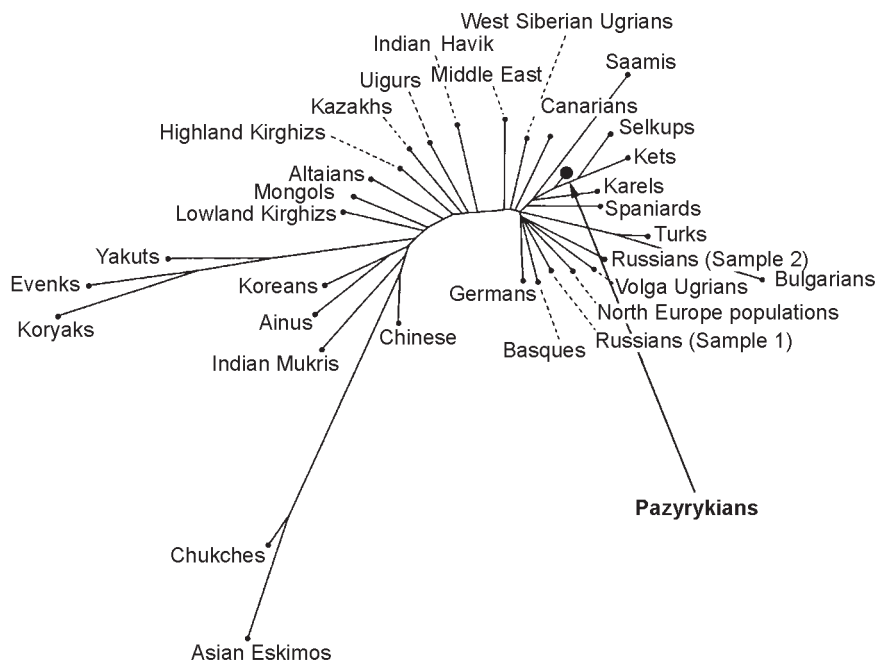 West Siberian Ugrians
Indian Havik
Saamis
Uigurs
Middle East
Kazakhs
Canarians
Selkups
Highland Kirghizs
Kets
Altaians
Karels
Mongols
Spaniards
Lowland Kirghizs
Turks
Yakuts
Russians (Sample 2)
Evenks
Koreans
Germans
Volga Ugrians
Bulgarians
Koryaks
Ainus
North Europe populations
Chinese
Russians (Sample 1)
Indian Mukris
Basques
Pazyrykians
Chukches
Asian Eskimos